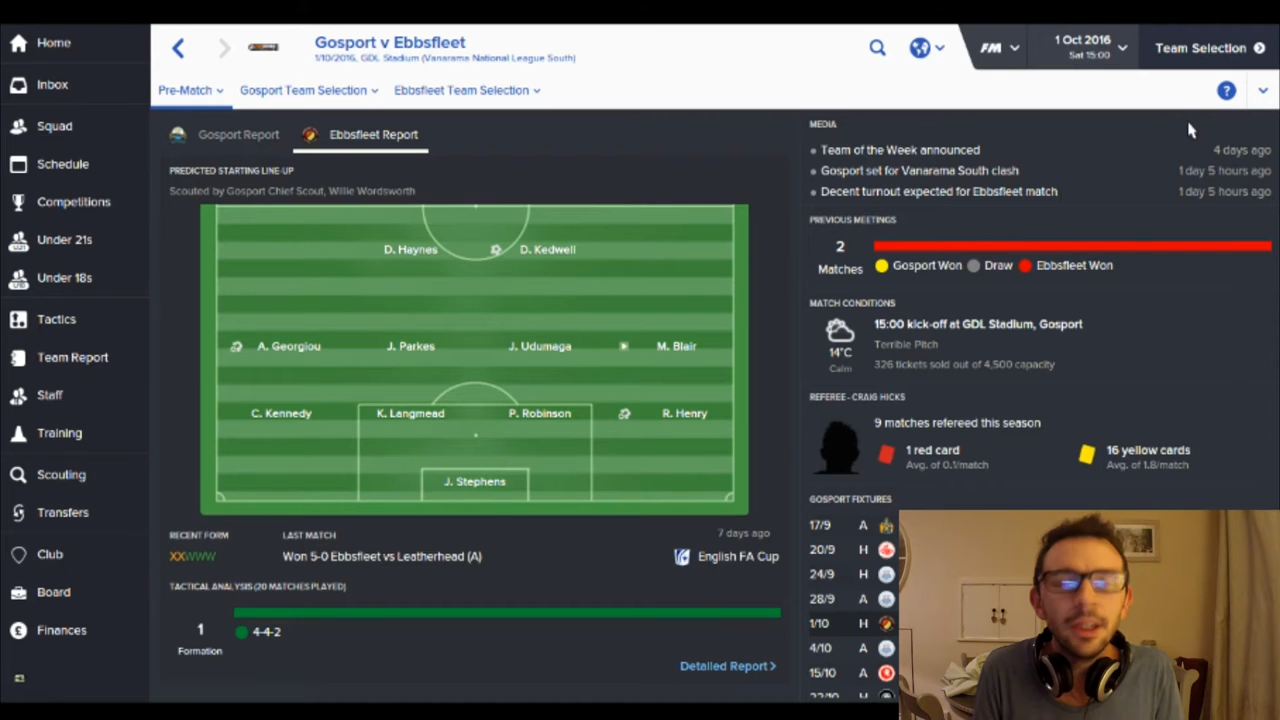 Home
Inbox
Squad
Schedule
Competitions
Under 21s
Under 18s
Tactics
Team Report
Staff
Training
Scouting
Transfers
Club
Board
Finances
Gosport v Ebbsfleet
1/10/2016, GDL Stadium (Vanarama National League South)
FM
1 Oct 2016
Sat 15:00
Team Selection
Pre-Match
Gosport Team Selection
Ebbsfleet Team Selection
?
Gosport Report
Ebbsfleet Report
PREDICTED STARTING LINE-UP
Scouted by Gosport Chief Scout, Willie Wordsworth
D. Haynes
D. Kedwell
A. Georgiou
J. Parkes
J. Udumaga
M. Blair
C. Kennedy
K. Langmead
P. Robinson
R. Henry
J. Stephens
RECENT FORM
XXWWW
LAST MATCH
7 days ago
Won 5-0 Ebbsfleet vs Leatherhead (A)
English FA Cup
TACTICAL ANALYSIS (20 MATCHES PLAYED)
1
Formation
4-4-2
Detailed Report >
MEDIA
Team of the Week announced 4 days ago
Gosport set for Vanarama South clash 1 day 5 hours ago
Decent turnout expected for Ebbsfleet match 1 day 5 hours ago
PREVIOUS MEETINGS
2
Matches
Gosport Won Draw Ebbsfleet Won
MATCH CONDITIONS
14°C
Calm
15:00 kick-off at GDL Stadium, Gosport
Terrible Pitch
326 tickets sold out of 4,500 capacity
REFEREE - CRAIG HICKS
9 matches refereed this season
1 red card
Avg. of 0.1/match
16 yellow cards
Avg. of 1.8/match
GOSPORT FIXTURES
17/9 A
20/9 H
24/9 H
28/9 A
1/10 H
4/10 A
15/10 A